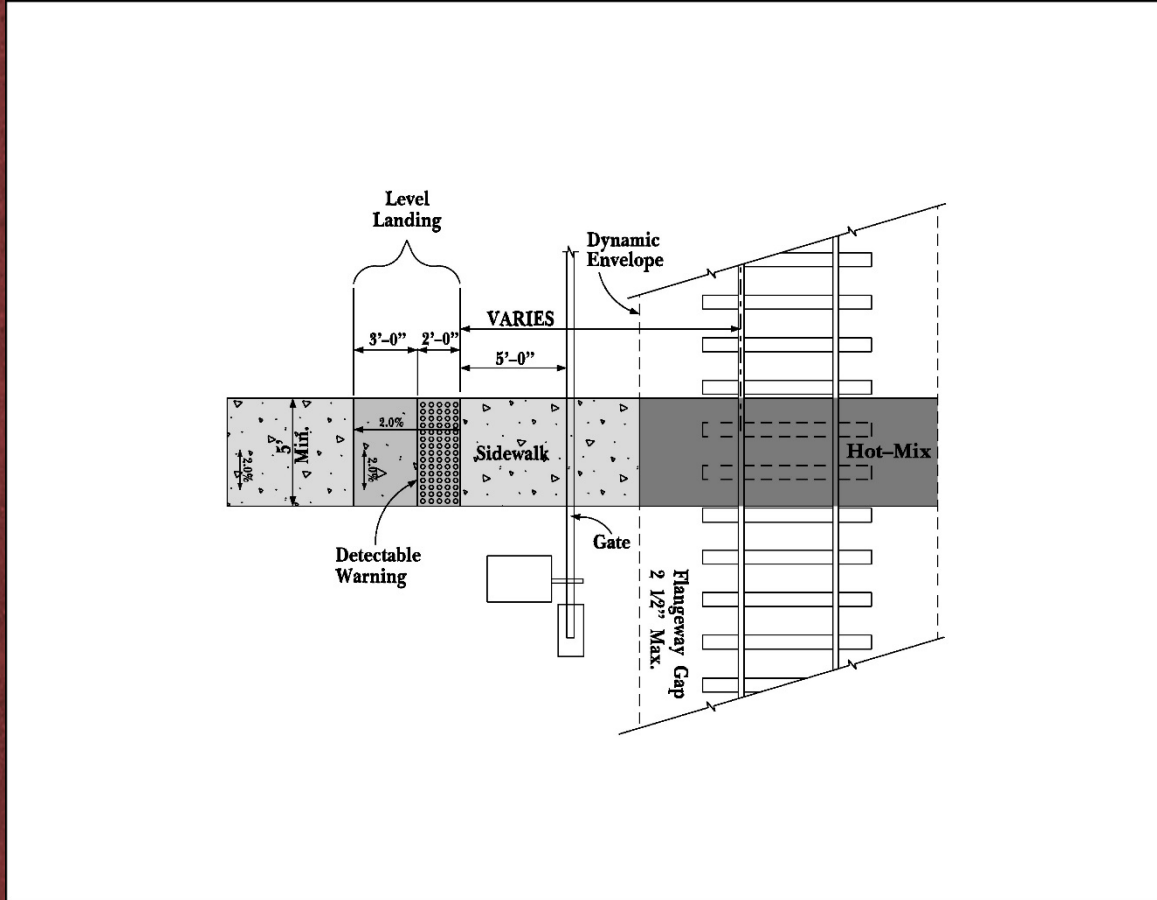 Level
Landing
Dynamic
Envelope
VARIES
3’–0”
2’–0”
5’–0”
2.0%
5’
Min.
2.0%
2.0%
Sidewalk
Hot–Mix
Gate
Detectable
Warning
Flangeway Gap
2 1/2” Max.